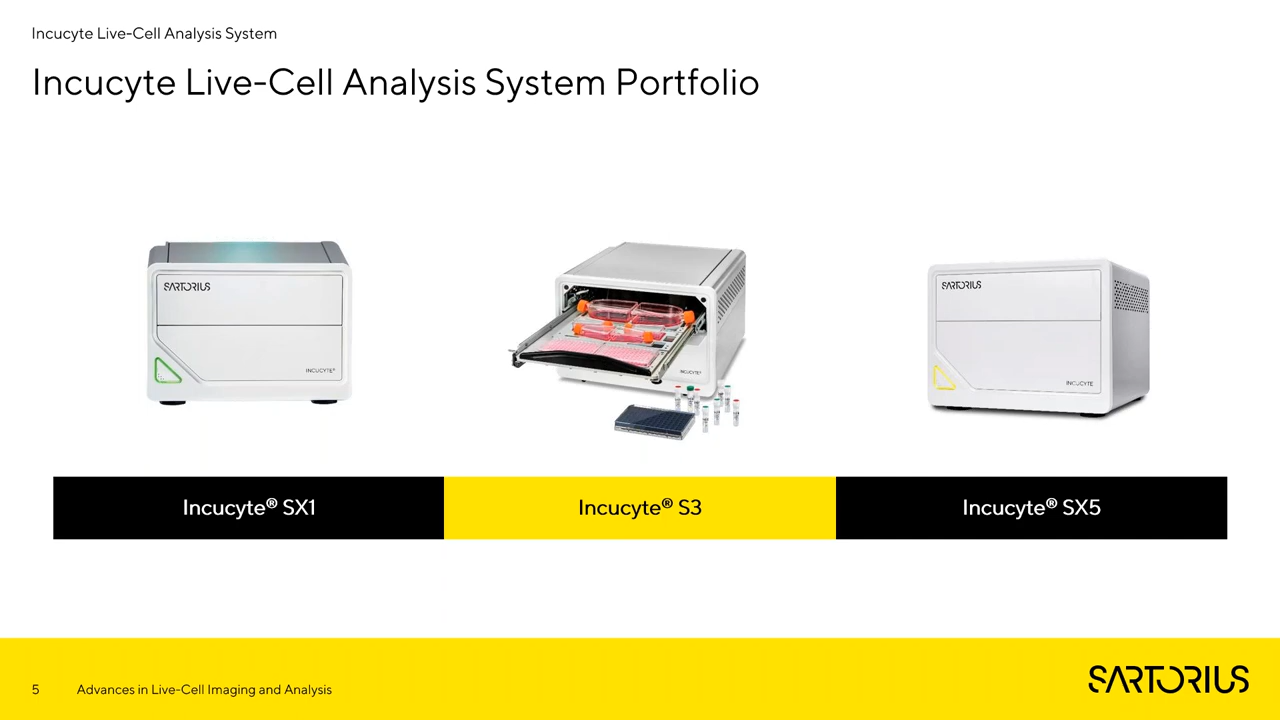 Incucyte Live-Cell Analysis System
Incucyte Live-Cell Analysis System Portfolio
SARTORIUS
INCUCYTE®
INCUCYTE®
SARTORIUS
INCUCYTE
Incucyte® SX1
Incucyte® S3
Incucyte® SX5
5
Advances in Live-Cell Imaging and Analysis
SARTORIUS